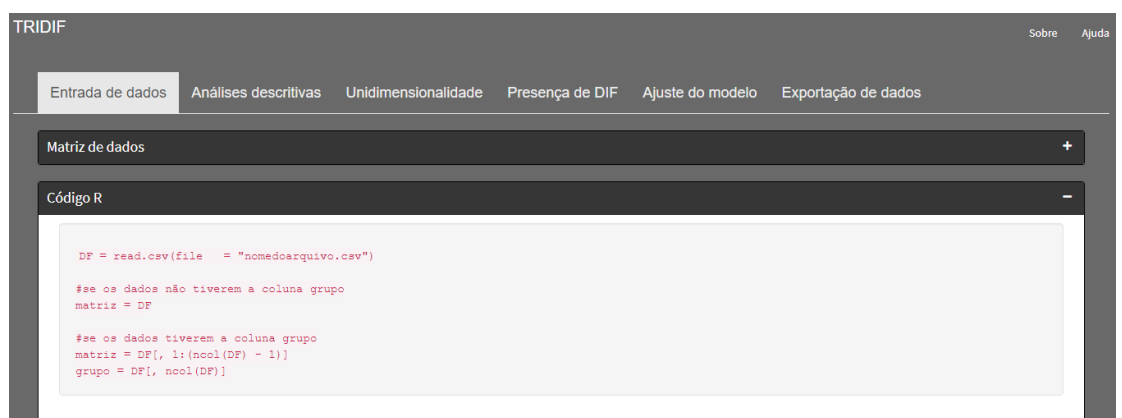 TRIDIF
Sobre Ajuda
Entrada de dados Análises descritivas Unidimensionalidade Presença de DIF Ajuste do modelo Exportação de dados
Matriz de dados +
Código R −
DF = read.csv(file   = "nomedoarquivo.csv")
#se os dados não tiverem a coluna grupo
matriz = DF
#se os dados tiverem a coluna grupo
matriz = DF[, 1:(ncol(DF) - 1)]
grupo = DF[, ncol(DF)]